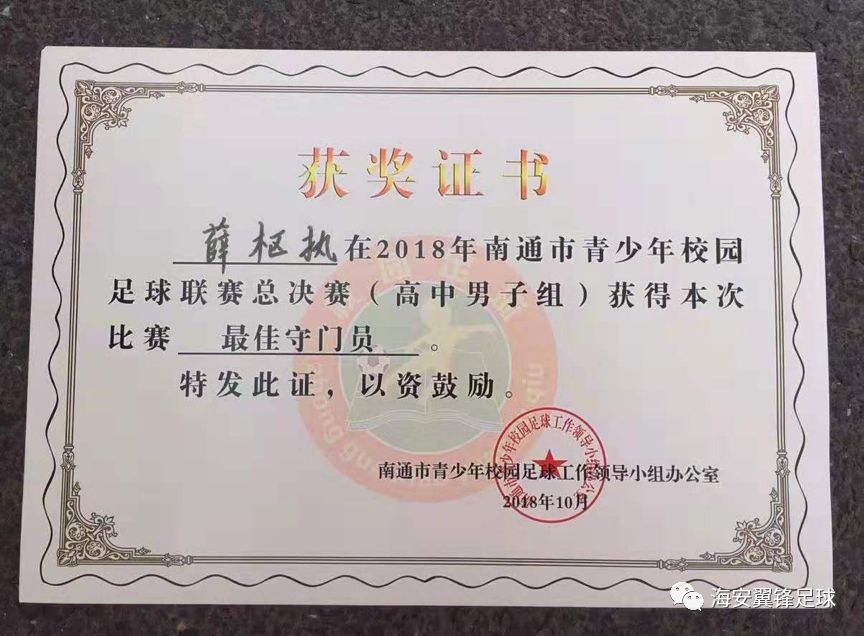 获奖证书
薛枢执在2018年南通市青少年校园
足球联赛总决赛（高中男子组）获得本次
比赛 最佳守门员 。
特发此证，以资鼓励。
南通市青少年校园足球工作领导小组办公室
2018年10月
海安翼锋足球